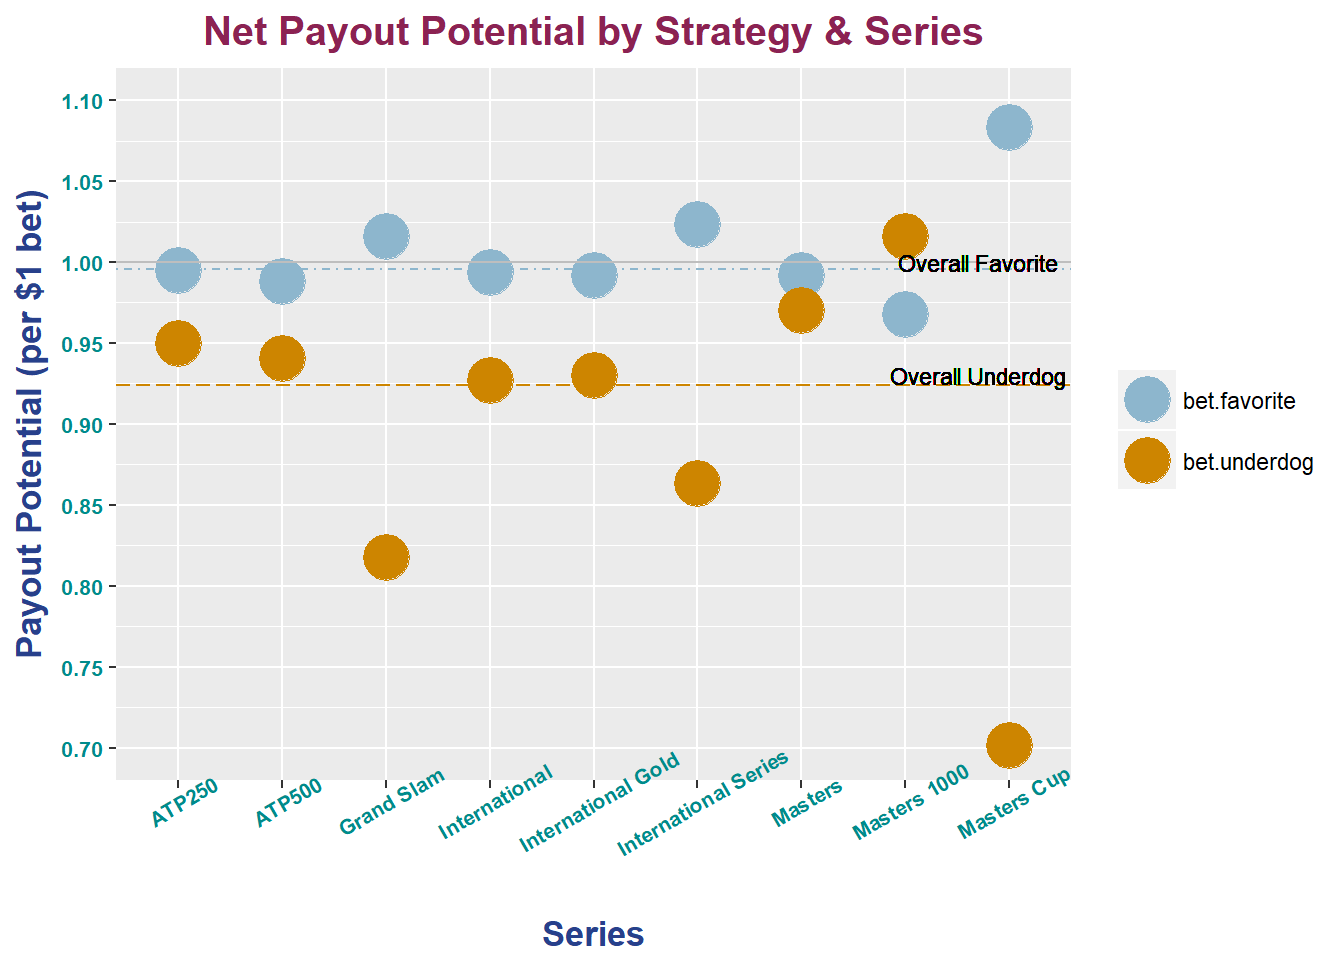 Net Payout Potential by Strategy & Series
Payout Potential (per $1 bet)
1.10
1.05
1.00
0.95
0.90
0.85
0.80
0.75
0.70
Overall Favorite
Overall Underdog
bet.favorite
bet.underdog
ATP250
ATP500
Grand Slam
International
International Gold
International Series
Masters
Masters 1000
Masters Cup
Series